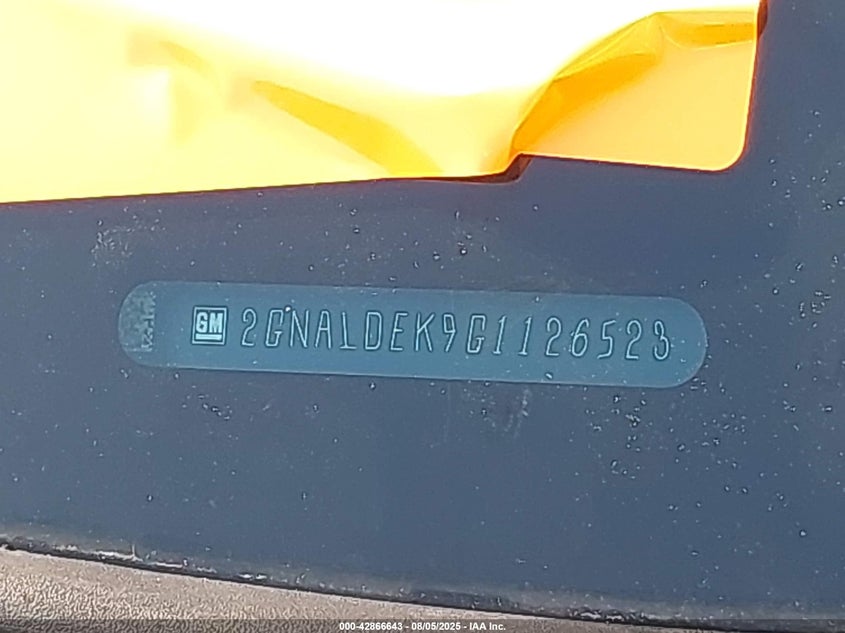 GM 2GNALDEK9G1126523
000-42866643 - 08/05/2025 - IAA Inc.